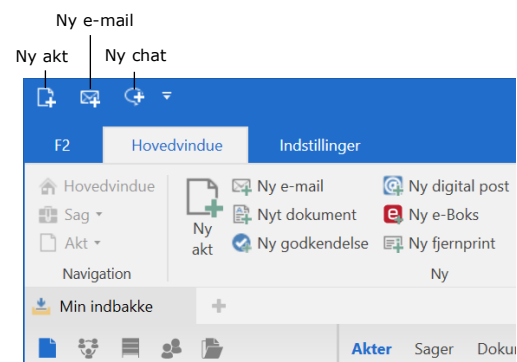 Ny e-mail
Ny akt
Ny chat
F2 Hovedvindue Indstillinger
Hovedvindue
Sag
Akt
Navigation
Ny
akt
Ny e-mail
Nyt dokument
Ny godkendelse
Ny digital post
Ny e-Boks
Ny fjernprint
Ny
Min indbakke
Akter Sager Doku